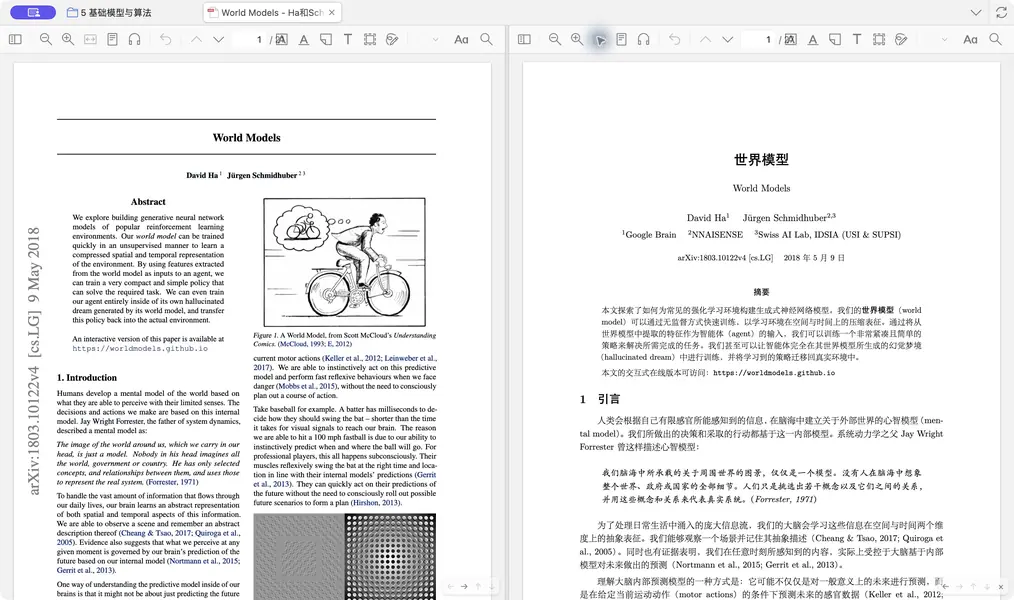 5 基础模型与算法
World Models - Ha和Sch
1 /
Aa
1 /
Aa
World Models
David Ha 1 Jürgen Schmidhuber 2 3
Abstract
We explore building generative neural network
models of popular reinforcement learning
environments. Our world model can be trained
quickly in an unsupervised manner to learn a
compressed spatial and temporal representation
of the environment. By using features extracted
from the world model as inputs to an agent, we
can train a very compact and simple policy that
can solve the required task. We can even train
our agent entirely inside of its own hallucinated
dream generated by its world model, and transfer
this policy back into the actual environment.
An interactive version of this paper is available at
https://worldmodels.github.io
1. Introduction
Humans develop a mental model of the world based on
what they are able to perceive with their limited senses. The
decisions and actions we make are based on this internal
model. Jay Wright Forrester, the father of system dynamics,
described a mental model as:
The image of the world around us, which we carry in our
head, is just a model. Nobody in his head imagines all
the world, government or country. He has only selected
concepts, and relationships between them, and uses those
to represent the real system. (Forrester, 1971)
To handle the vast amount of information that flows through
our daily lives, our brain learns an abstract representation
of both spatial and temporal aspects of this information.
We are able to observe a scene and remember an abstract
description thereof (Cheang & Tsao, 2017; Quiroga et al.,
2005). Evidence also suggests that what we perceive at any
given moment is governed by our brain's prediction of the
future based on our internal model (Nortmann et al., 2015;
Gerrit et al., 2013).
One way of understanding the predictive model inside of our
brains is that it might not be about just predicting the future
arXiv:1803.10122v4 [cs.LG] 9 May 2018
Figure 1. A World Model, from Scott McCloud's Understanding
Comics. (McCloud, 1993; E, 2012)
current motor actions (Keller et al., 2012; Leinweber et al.,
2017). We are able to instinctively act on this predictive
model and perform fast reflexive behaviours when we face
danger (Mobbs et al., 2015), without the need to consciously
plan out a course of action.
Take baseball for example. A batter has milliseconds to de-
cide how they should swing the bat – shorter than the time
it takes for visual signals to reach our brain. The reason
we are able to hit a 100 mph fastball is due to our ability to
instinctively predict when and where the ball will go. For
professional players, this all happens subconsciously. Their
muscles reflexively swing the bat at the right time and loca-
tion in line with their internal models' predictions (Gerrit
et al., 2013). They can quickly act on their predictions of
the future without the need to consciously roll out possible
future scenarios to form a plan (Hirshon, 2013).
世界模型
World Models
David Ha1 Jürgen Schmidhuber2,3
1Google Brain 2NNAISENSE 3Swiss AI Lab, IDSIA (USI & SUPSI)
arXiv:1803.10122v4 [cs.LG] 2018 年 5 月 9 日
摘要
本文探索了如何为常见的强化学习环境构建生成式神经网络模型。我们的世界模型（world
model）可以通过无监督方式快速训练，以学习环境在空间与时间上的压缩表征。通过将从
世界模型中提取的特征作为智能体（agent）的输入，我们可以训练一个非常紧凑且简单的
策略来解决所需完成的任务。我们甚至可以让智能体完全在其世界模型所生成的幻觉梦境
（hallucinated dream）中进行训练，并将学习到的策略迁移回真实环境中。
本文的交互式在线版本可访问：https://worldmodels.github.io
1 引言
人类会根据自己有限感官所能感知到的信息，在脑海中建立关于外部世界的心智模型（men-
tal model）。我们所做出的决策和采取的行动都基于这一内部模型。系统动力学之父 Jay Wright
Forrester 曾这样描述心智模型：
我们脑海中所承载的关于周围世界的图景，仅仅是一个模型。没有人在脑海中想象
整个世界、政府或国家的全部细节。人们只是挑选出若干概念以及它们之间的关系，
并用这些概念和关系来代表真实系统。（Forrester, 1971）
为了处理日常生活中涌入的庞大信息流，我们的大脑会学习这些信息在空间与时间两个维
度上的抽象表征。我们能够观察一个场景并记住其抽象描述（Cheang & Tsao, 2017; Quiroga et
al., 2005）。同时也有证据表明，我们在任意时刻所感知到的内容，实际上受控于大脑基于内部
模型对未来做出的预测（Nortmann et al., 2015; Gerrit et al., 2013）。
理解大脑内部预测模型的一种方式是：它可能不仅仅是对一般意义上的未来进行预测，而
是在给定当前运动动作（motor actions）的条件下预测未来的感官数据（Keller et al., 2012,